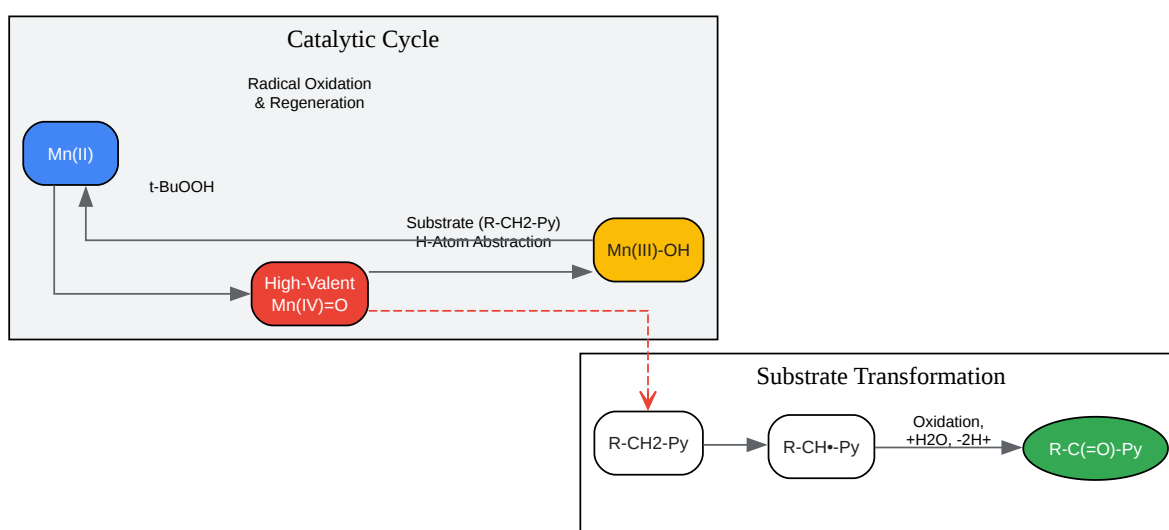 Catalytic Cycle
Radical Oxidation
& Regeneration
Mn(II)
t-BuOOH
Substrate (R-CH2-Py)
H-Atom Abstraction
Mn(III)-OH
High-Valent
Mn(IV)=O
Substrate Transformation
R-CH2-Py
R-CH•-Py
Oxidation,
+H2O, -2H+
R-C(=O)-Py